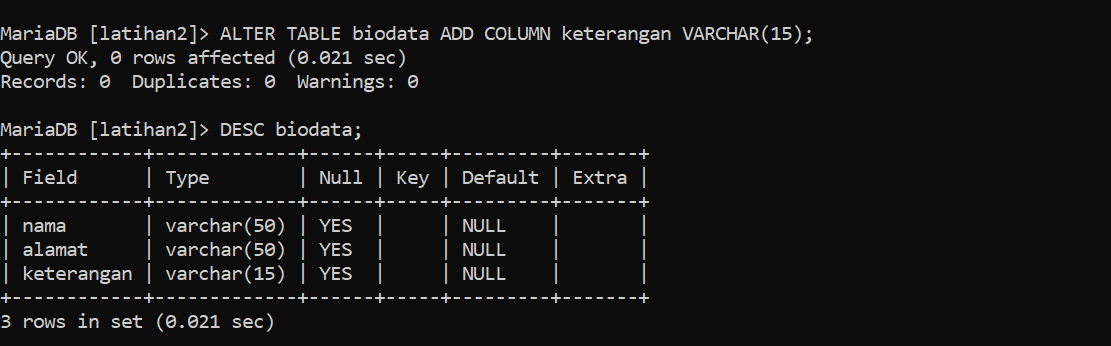 MariaDB [latihan2]> ALTER TABLE biodata ADD COLUMN keterangan VARCHAR(15);
Query OK, 0 rows affected (0.021 sec)
Records: 0  Duplicates: 0  Warnings: 0

MariaDB [latihan2]> DESC biodata;
+------------+-------------+------+-----+---------+-------+
| Field      | Type        | Null | Key | Default | Extra |
+------------+-------------+------+-----+---------+-------+
| nama       | varchar(50) | YES  |     | NULL    |       |
| alamat     | varchar(50) | YES  |     | NULL    |       |
| keterangan | varchar(15) | YES  |     | NULL    |       |
+------------+-------------+------+-----+---------+-------+
3 rows in set (0.021 sec)